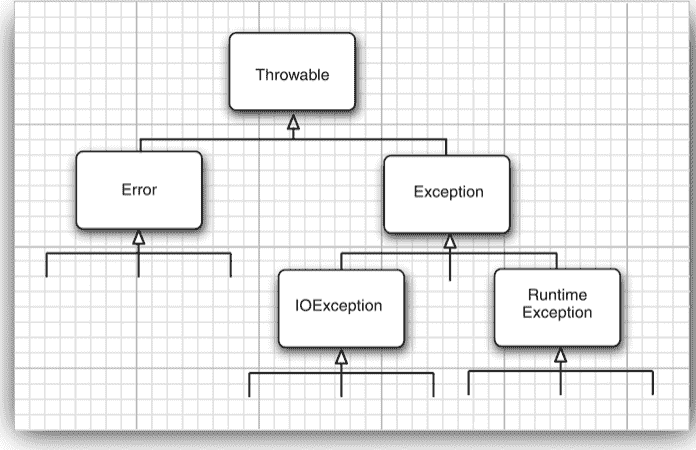 Throwable
Error
Exception
IOException
Runtime
Exception